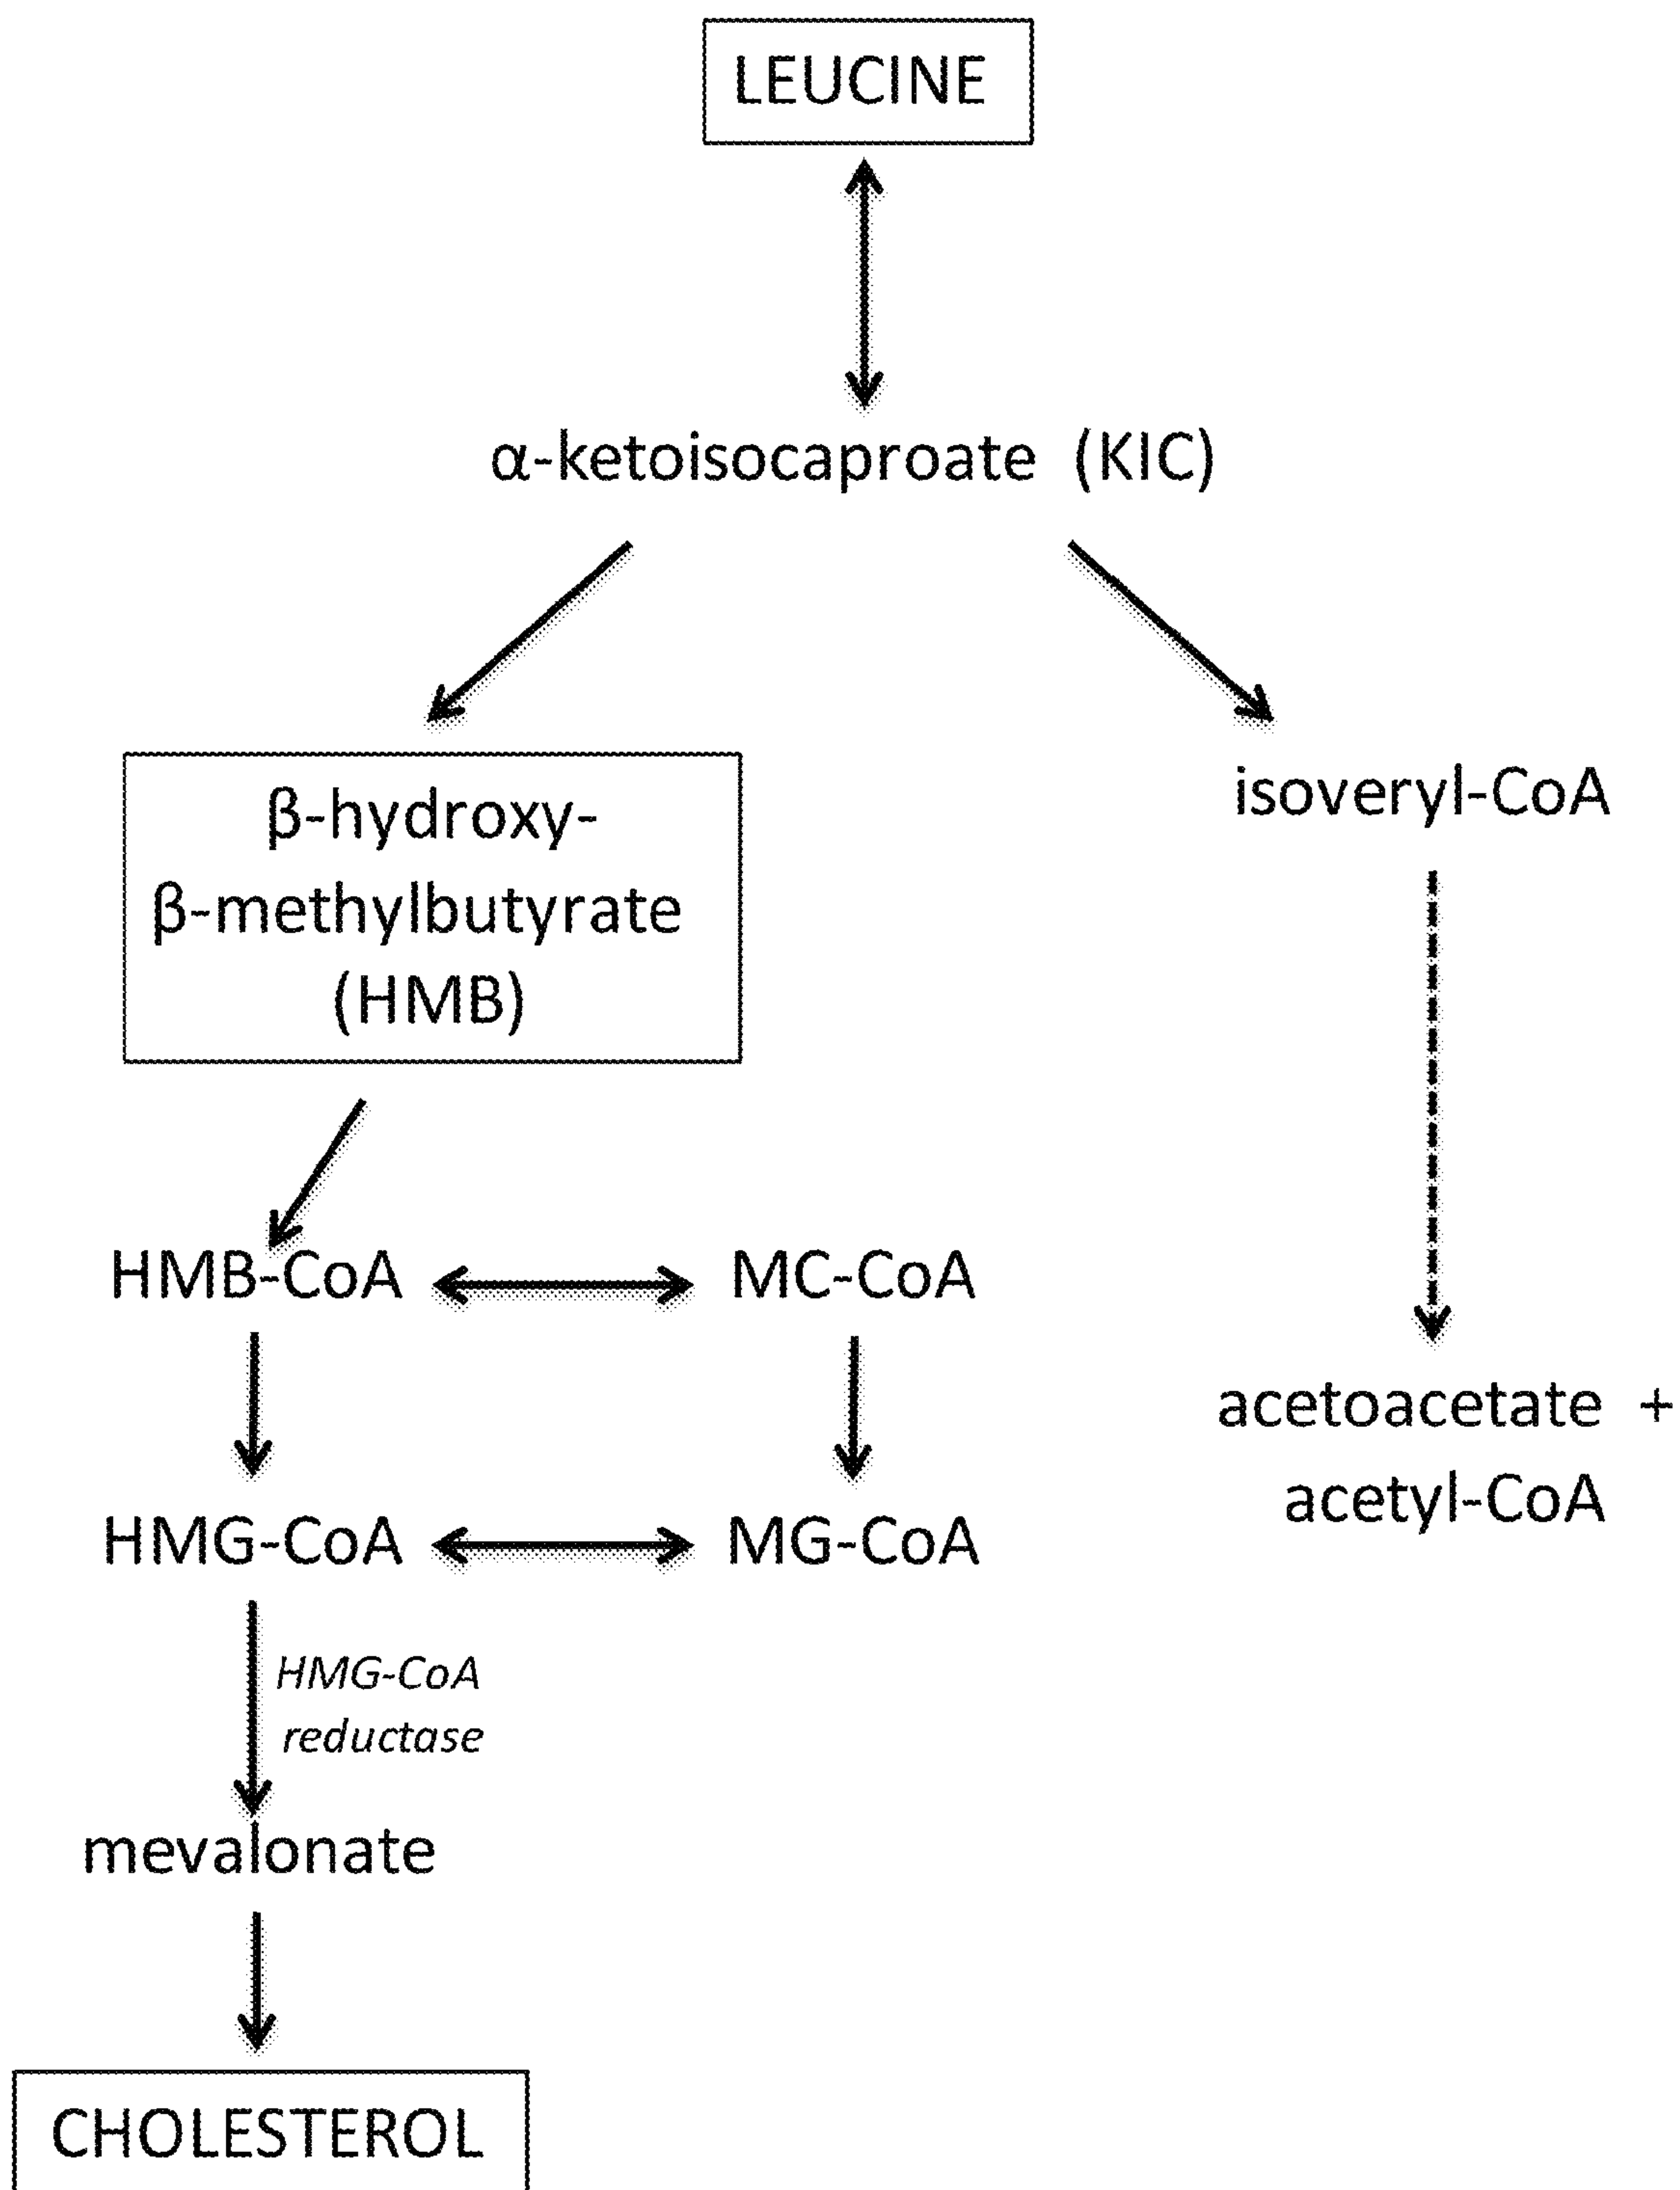 LEUCINE
α-ketoisocaproate (KIC)
β-hydroxy-
β-methylbutyrate
(HMB)
isoveryl-CoA
HMB-CoA
MC-CoA
acetoacetate +
acetyl-CoA
HMG-CoA
MG-CoA
HMG-CoA
reductase
mevalonate
CHOLESTEROL